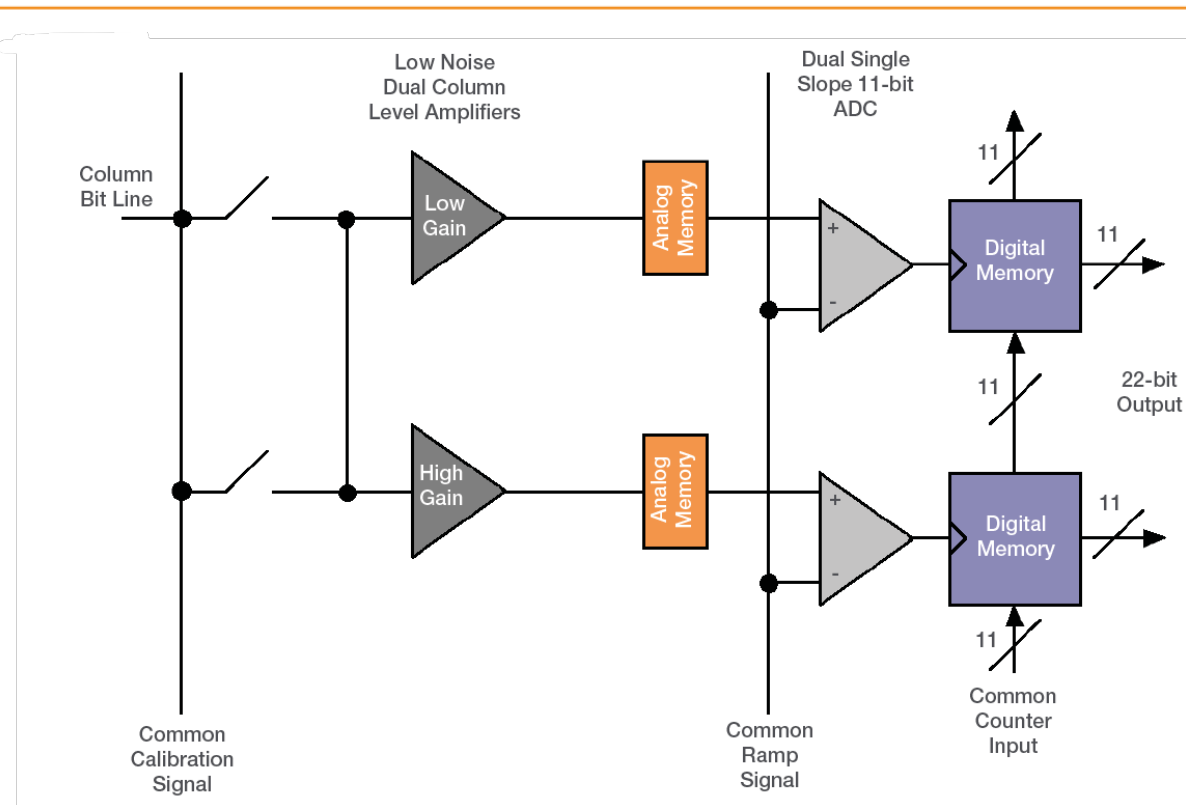 Low Noise
Dual Column
Level Amplifiers
Dual Single
Slope 11-bit
ADC
Column
Bit Line
Low
Gain
Analog
Memory
+
-
11
Digital
Memory
11
11
22-bit
Output
High
Gain
Analog
Memory
+
-
Digital
Memory
11
11
Common
Counter
Input
Common
Calibration
Signal
Common
Ramp
Signal